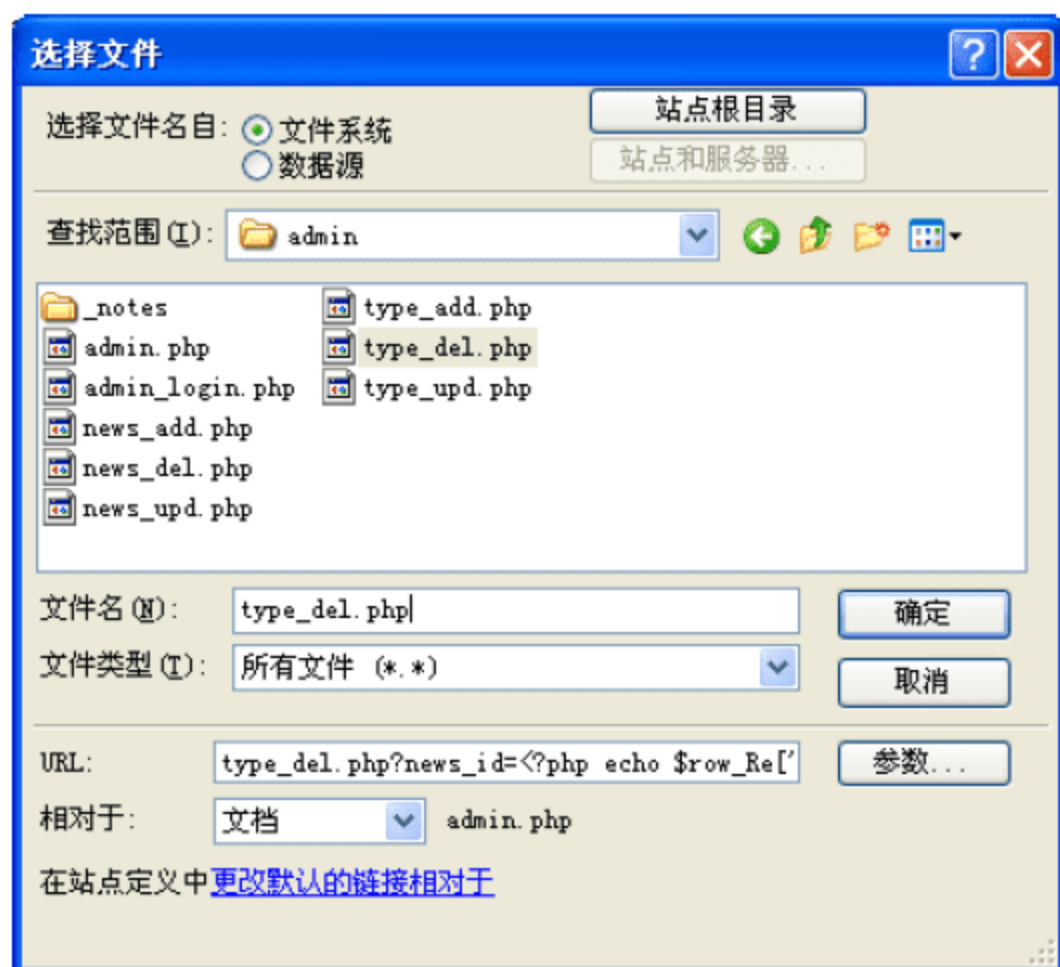 选择文件
选择文件名自: 文件系统 站点根目录
数据源 站点和服务器...
查找范围(I): admin
_notes type_add.php
admin.php type_del.php
admin_login.php type_upd.php
news_add.php
news_del.php
news_upd.php
文件名(N): type_del.php 确定
文件类型(T): 所有文件 (*.*) 取消
URL: type_del.php?news_id=<?php echo $row_Re[' 参数...
相对于: 文档 admin.php
在站点定义中更改默认的链接相对于